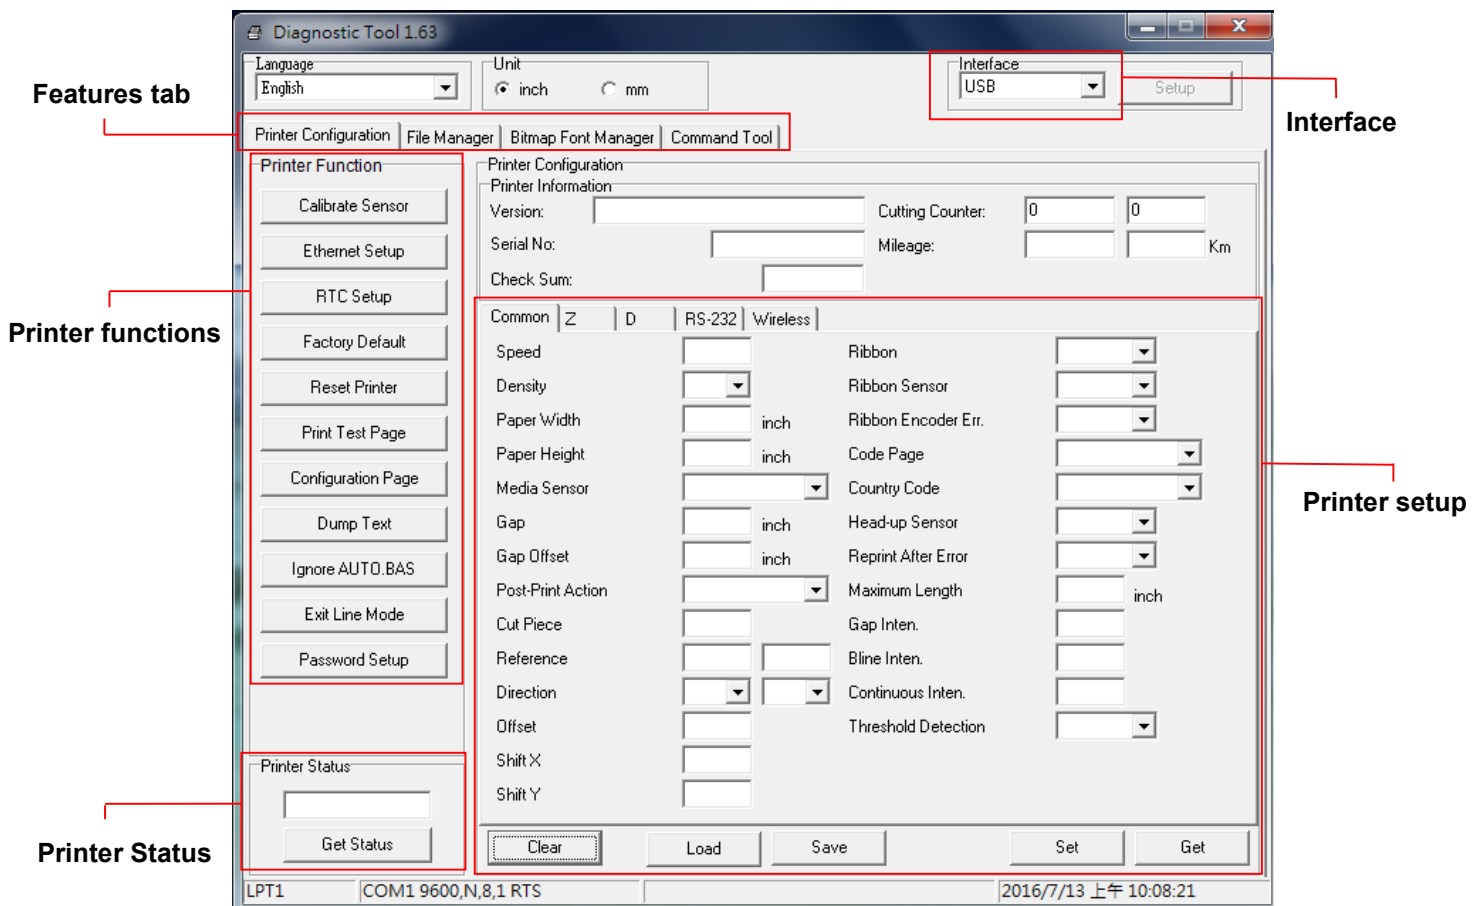 Diagnostic Tool 1.63
Language
English
Unit
inch
mm
Interface
USB
Setup
Features tab
Interface
Printer Configuration
File Manager
Bitmap Font Manager
Command Tool
Printer Function
Calibrate Sensor
Ethernet Setup
RTC Setup
Factory Default
Reset Printer
Print Test Page
Configuration Page
Dump Text
Ignore AUTO.BAS
Exit Line Mode
Password Setup
Printer functions
Printer Configuration
Printer Information
Version:
Cutting Counter: 0 0
Serial No:
Mileage: Km
Check Sum:
Common
Z
D
RS-232
Wireless
Speed
Density
Paper Width inch
Paper Height inch
Media Sensor
Gap inch
Gap Offset inch
Post-Print Action
Cut Piece
Reference
Direction
Offset
Shift X
Shift Y
Ribbon
Ribbon Sensor
Ribbon Encoder Err.
Code Page
Country Code
Head-up Sensor
Reprint After Error
Maximum Length inch
Gap Inten.
Bline Inten.
Continuous Inten.
Threshold Detection
Printer setup
Printer Status
Get Status
Printer Status
Clear
Load
Save
Set
Get
LPT1
COM1 9600,N,8,1 RTS
2016/7/13 上午 10:08:21